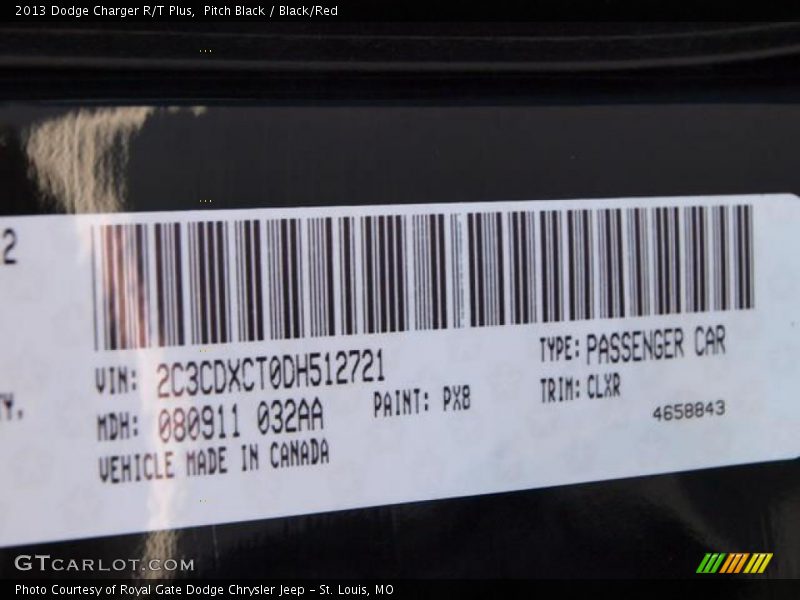 2013 Dodge Charger R/T Plus, Pitch Black / Black/Red
2
VIN: 2C3CDXCT0DH512721
TYPE: PASSENGER CAR
MDH: 080911 032AA
PAINT: PX8
TRIM: CLXR
4658843
VEHICLE MADE IN CANADA
GTCARLOT.COM
Photo Courtesy of Royal Gate Dodge Chrysler Jeep – St. Louis, MO